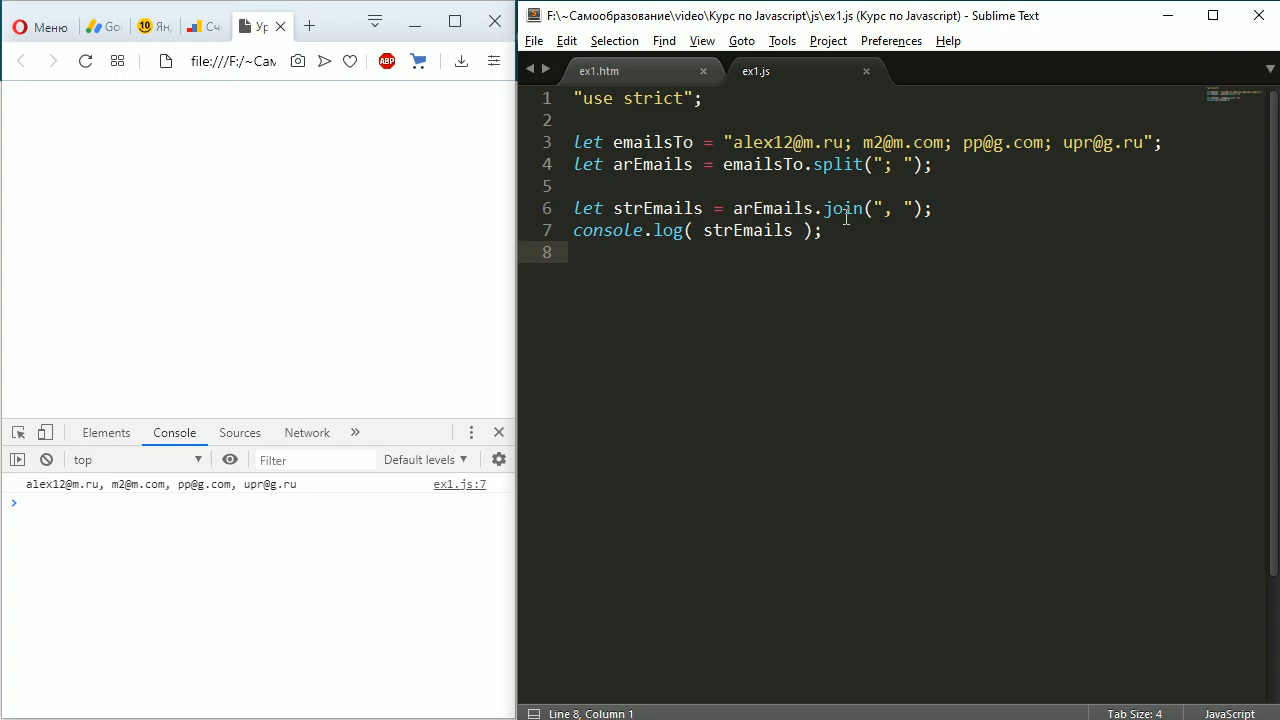 Меню
Go
10 Ян
Сч
Ур
file:///F:/~Сам
ABP
Elements
Console
Sources
Network
top
Filter
Default levels
alex12@m.ru, m2@m.com, pp@g.com, upr@g.ru
ex1.js:7
F:\~Самообразование\video\Курс по Javascript\js\ex1.js (Курс по Javascript) - Sublime Text
File Edit Selection Find View Goto Tools Project Preferences Help
ex1.htm
ex1.js
1 "use strict";
2
3 let emailsTo = "alex12@m.ru; m2@m.com; pp@g.com; upr@g.ru";
4 let arEmails = emailsTo.split("; ");
5
6 let strEmails = arEmails.join(", ");
7 console.log( strEmails );
8
Line 8, Column 1
Tab Size: 4
JavaScript